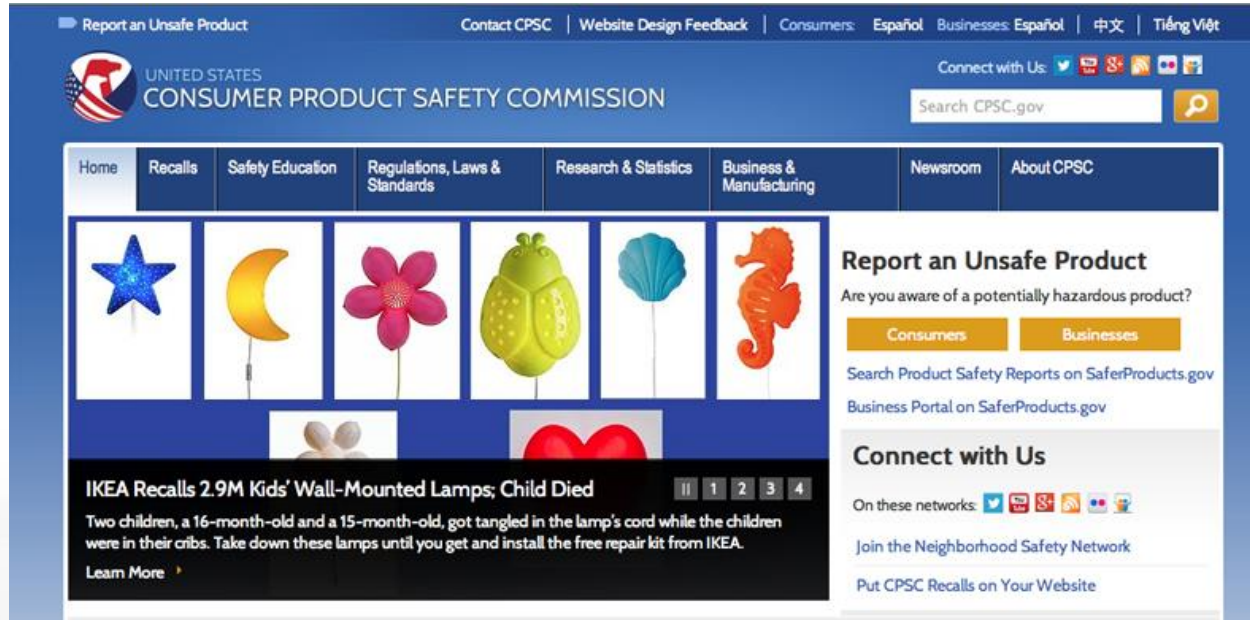 Report an Unsafe Product
Contact CPSC | Website Design Feedback | Consumers: Español Businesses: Español | 中文 | Tiếng Việt
Connect with Us:
UNITED STATES
CONSUMER PRODUCT SAFETY COMMISSION
Search CPSC.gov
Home
Recalls
Safety Education
Regulations, Laws &
Standards
Research & Statistics
Business &
Manufacturing
Newsroom
About CPSC
IKEA Recalls 2.9M Kids' Wall-Mounted Lamps; Child Died
1 2 3 4
Two children, a 16-month-old and a 15-month-old, got tangled in the lamp's cord while the children
were in their cribs. Take down these lamps until you get and install the free repair kit from IKEA.
Learn More
Report an Unsafe Product
Are you aware of a potentially hazardous product?
Consumers
Businesses
Search Product Safety Reports on SaferProducts.gov
Business Portal on SaferProducts.gov
Connect with Us
On these networks:
Join the Neighborhood Safety Network
Put CPSC Recalls on Your Website